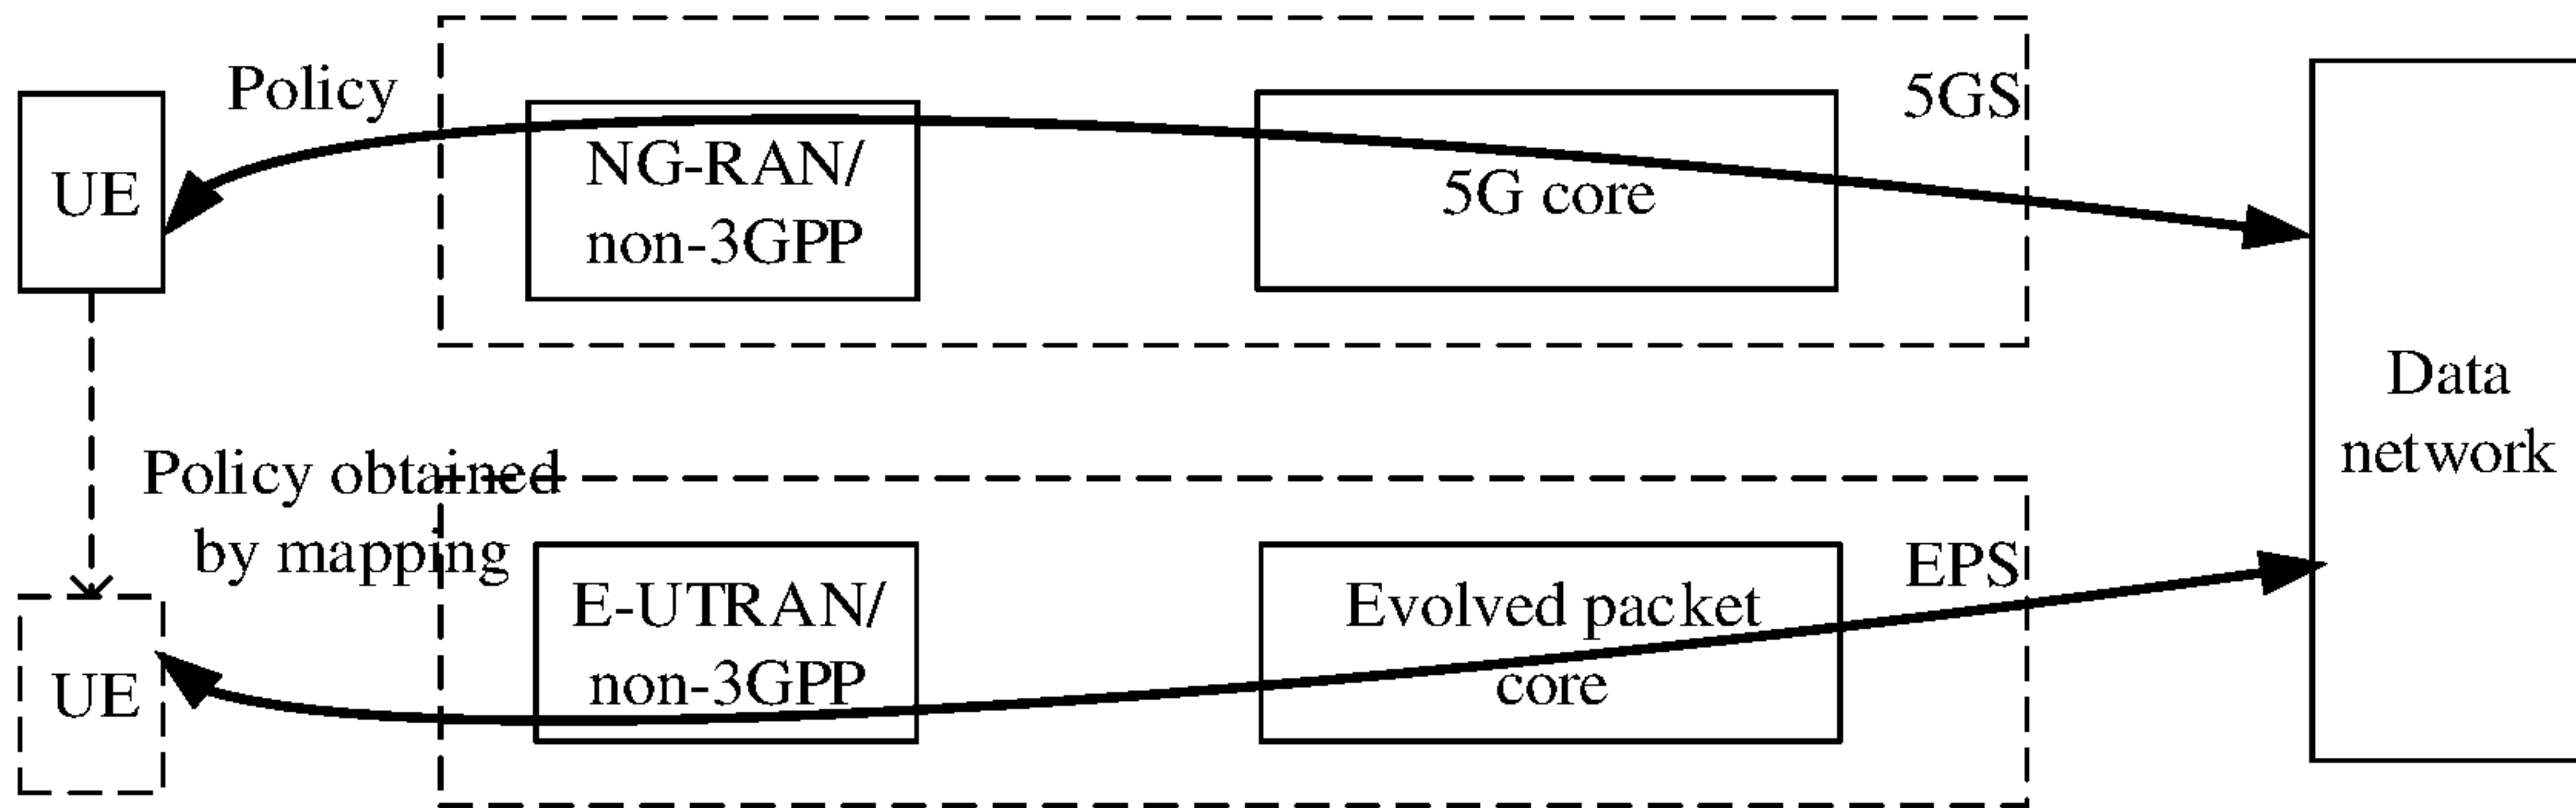 Policy
5GS
UE
NG-RAN/
non-3GPP
5G core
Data
network
Policy obtained
by mapping
EPS
UE
E-UTRAN/
non-3GPP
Evolved packet
core